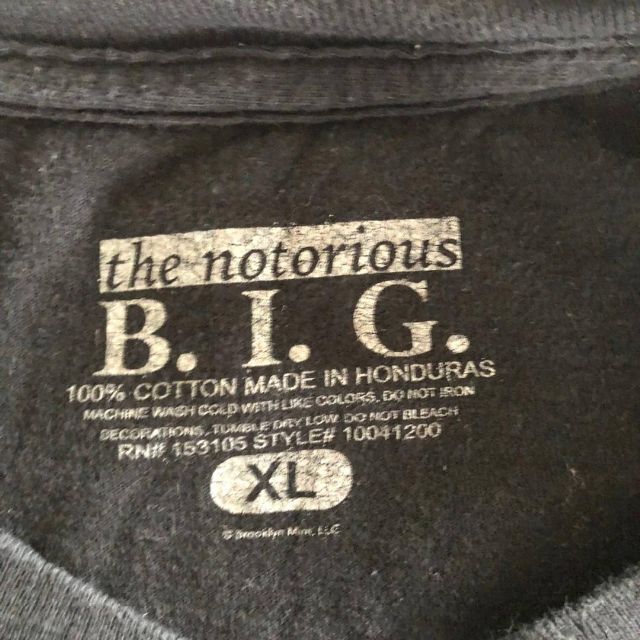 the notorious
B. I. G.
100% COTTON MADE IN HONDURAS
MACHINE WASH COLD WITH LIKE COLORS, DO NOT IRON
DECORATIONS, TUMBLE DRY LOW. DO NOT BLEACH
RN# 153105 STYLE# 10041200
XL
© Brooklyn Mint, LLC